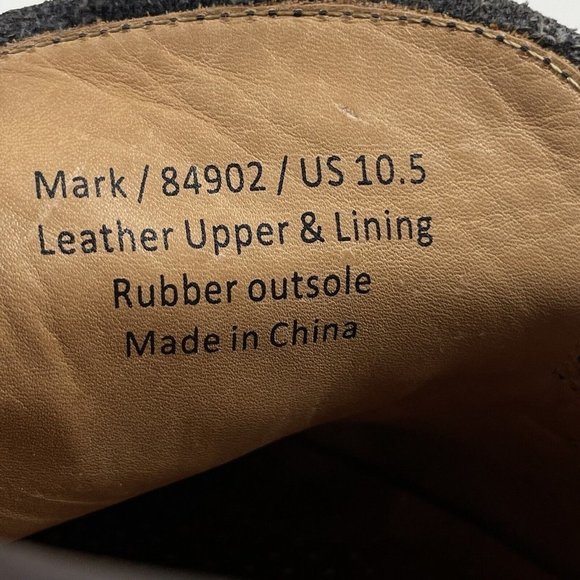 Mark / 84902 / US 10.5
Leather Upper & Lining
Rubber outsole
Made in China